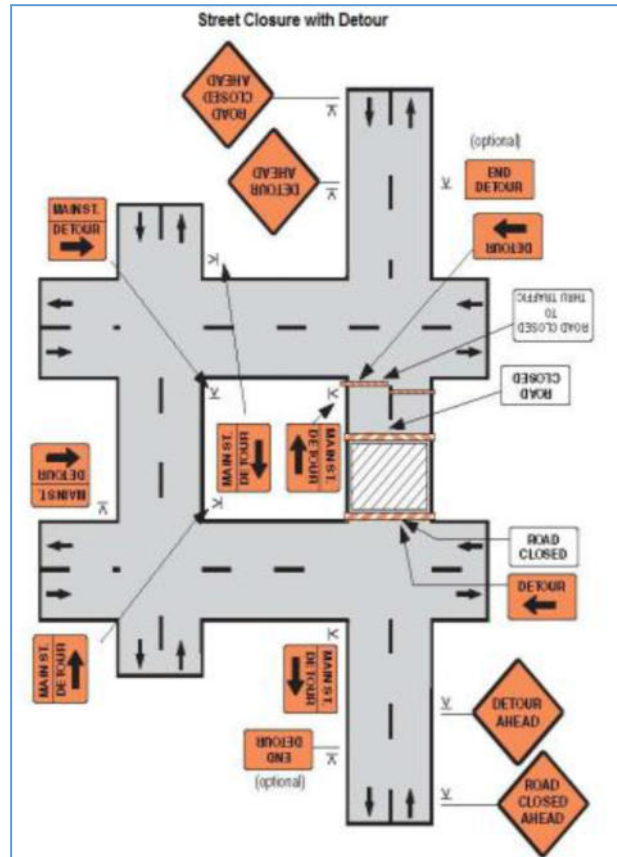 Street Closure with Detour
ROAD
CLOSED
AHEAD
DETOUR
AHEAD
(optional)
END
DETOUR
MAIN ST.
DETOUR
DETOUR
ROAD CLOSED
TO
THRU TRAFFIC
ROAD
CLOSED
MAIN ST.
DETOUR
MAIN ST.
DETOUR
MAIN ST.
DETOUR
ROAD
CLOSED
DETOUR
MAIN ST.
DETOUR
MAIN ST.
DETOUR
DETOUR
AHEAD
END
DETOUR
(optional)
ROAD
CLOSED
AHEAD